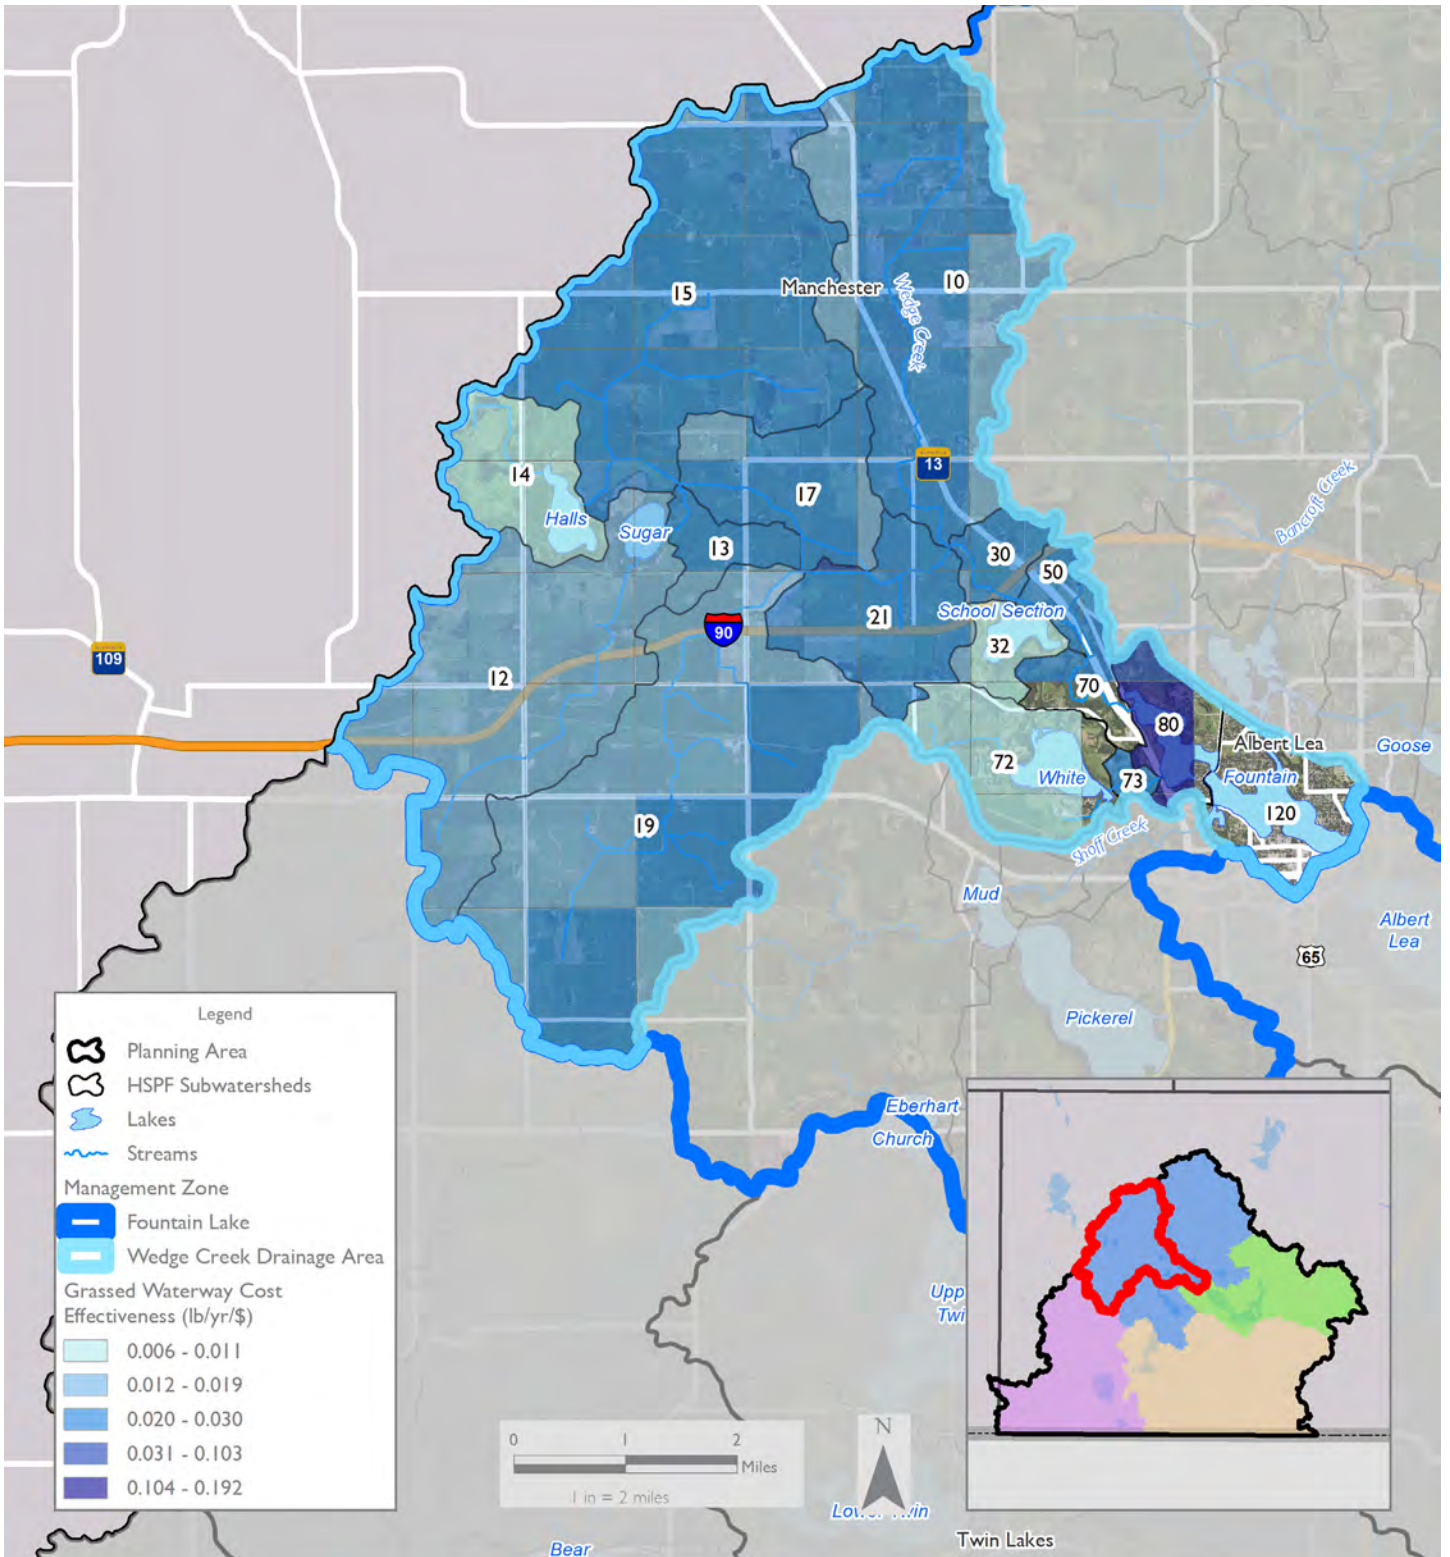 15
Manchester
10
Wedge Creek
14
Halls
Sugar
17
13
13
Bancroft Creek
30
50
School Section
21
90
32
109
12
70
80
Albert Lea
Goose
72
White
73
Fountain
120
19
Shoff Creek
Mud
Albert
Lea
65
Pickerel
Eberhart
Church
Upp
Twi
Legend
Planning Area
HSPF Subwatersheds
Lakes
Streams
Management Zone
Fountain Lake
Wedge Creek Drainage Area
Grassed Waterway Cost
Effectiveness (lb/yr/$)
0.006 - 0.011
0.012 - 0.019
0.020 - 0.030
0.031 - 0.103
0.104 - 0.192
0 1 2
Miles
1 in = 2 miles
N
Twin Lakes
Bear